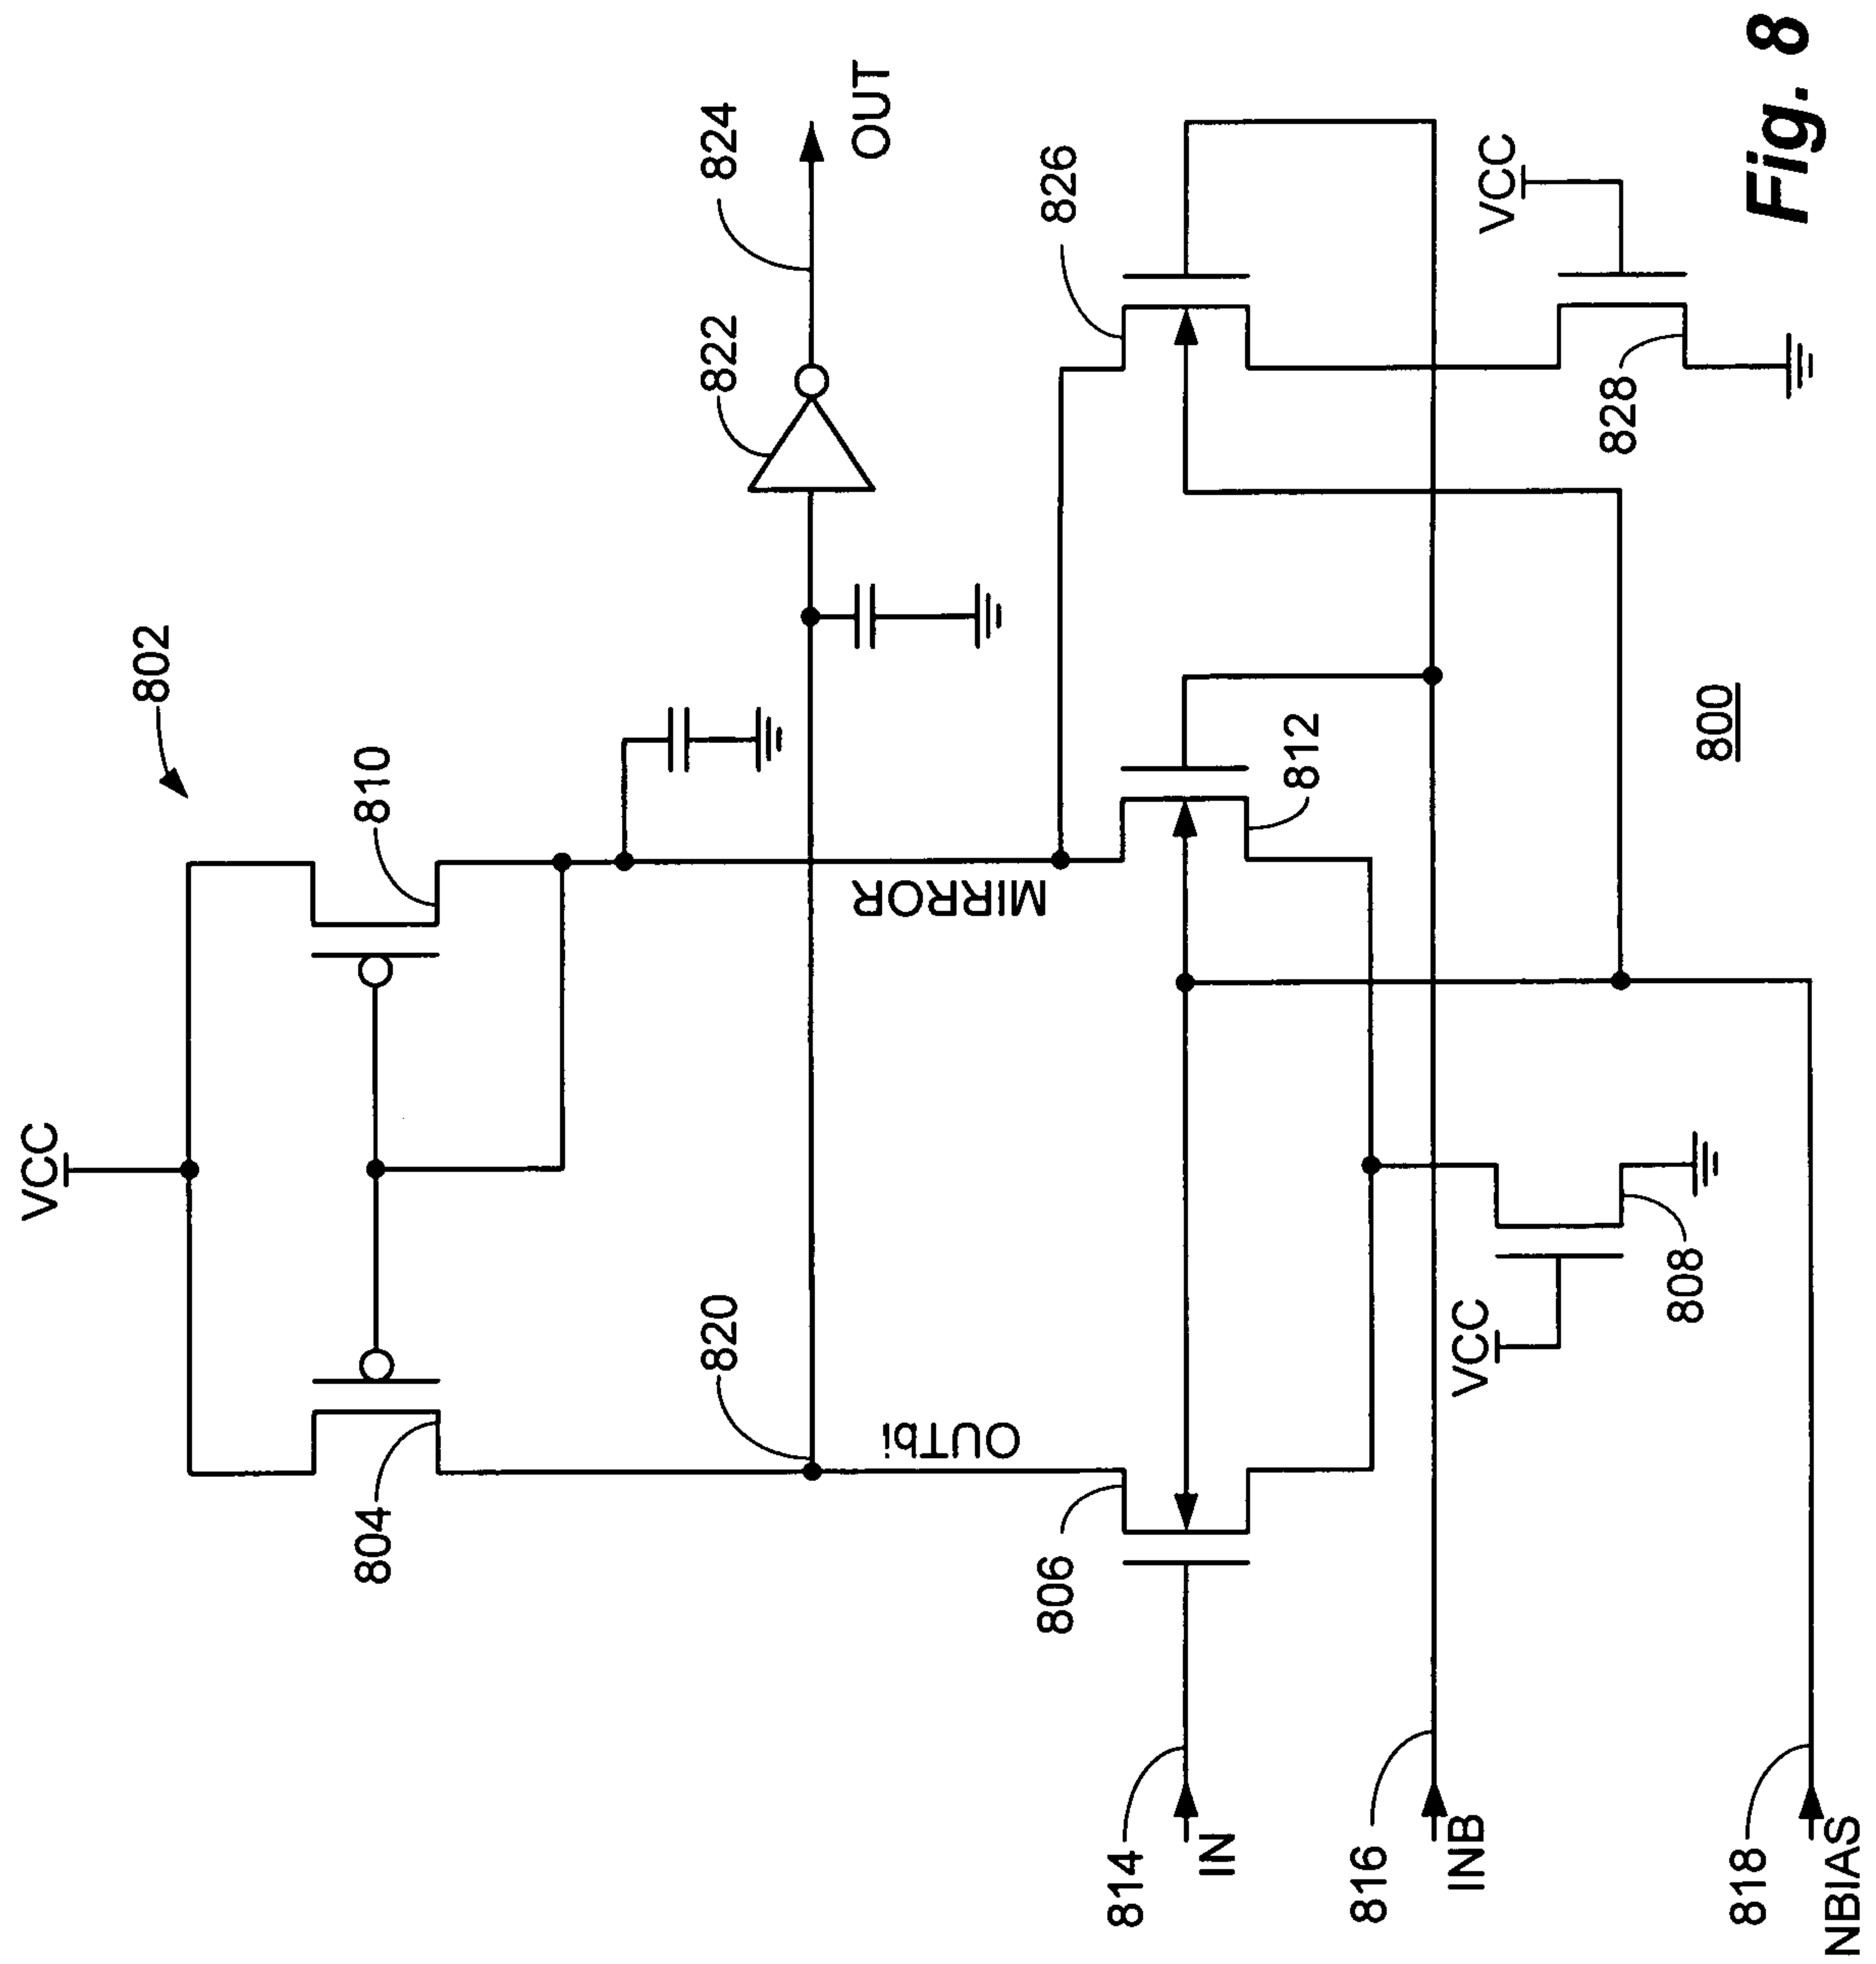 802
VCC
804
810
820
822
824
OUT
OUTbi
MIRROR
806
812
826
814
IN
816
INB
VCC
808
828
VCC
818
NBIAS
800
Fig. 8